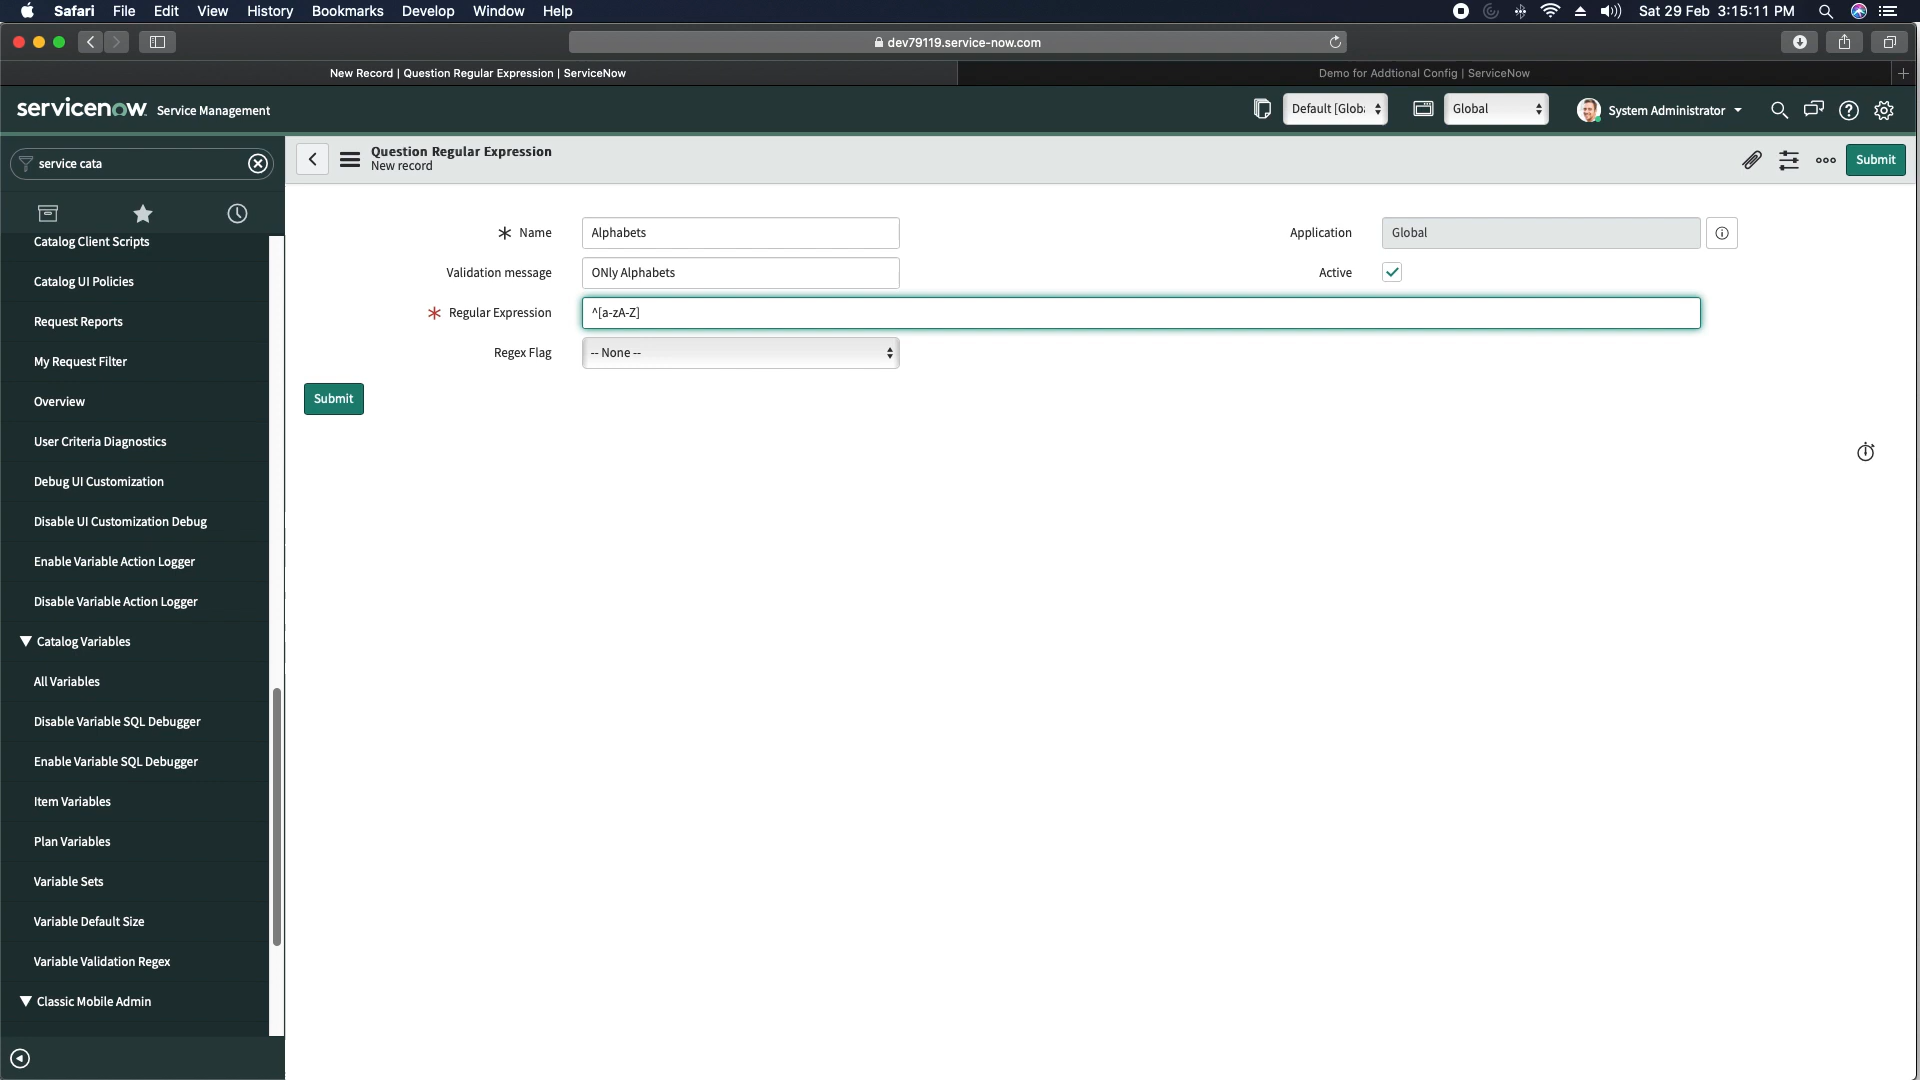 Safari File Edit View History Bookmarks Develop Window Help Sat 29 Feb 3:15:11 PM
dev79119.service-now.com
New Record | Question Regular Expression | ServiceNow
Demo for Addtional Config | ServiceNow
servicenow Service Management
Default [Globa
Global
System Administrator
service cata
Catalog Client Scripts
Catalog UI Policies
Request Reports
My Request Filter
Overview
User Criteria Diagnostics
Debug UI Customization
Disable UI Customization Debug
Enable Variable Action Logger
Disable Variable Action Logger
Catalog Variables
All Variables
Disable Variable SQL Debugger
Enable Variable SQL Debugger
Item Variables
Plan Variables
Variable Sets
Variable Default Size
Variable Validation Regex
Classic Mobile Admin
Question Regular Expression
New record
Submit
Name Alphabets
Application Global
Validation message ONly Alphabets
Active
Regular Expression ^[a-zA-Z]
Regex Flag -- None --
Submit